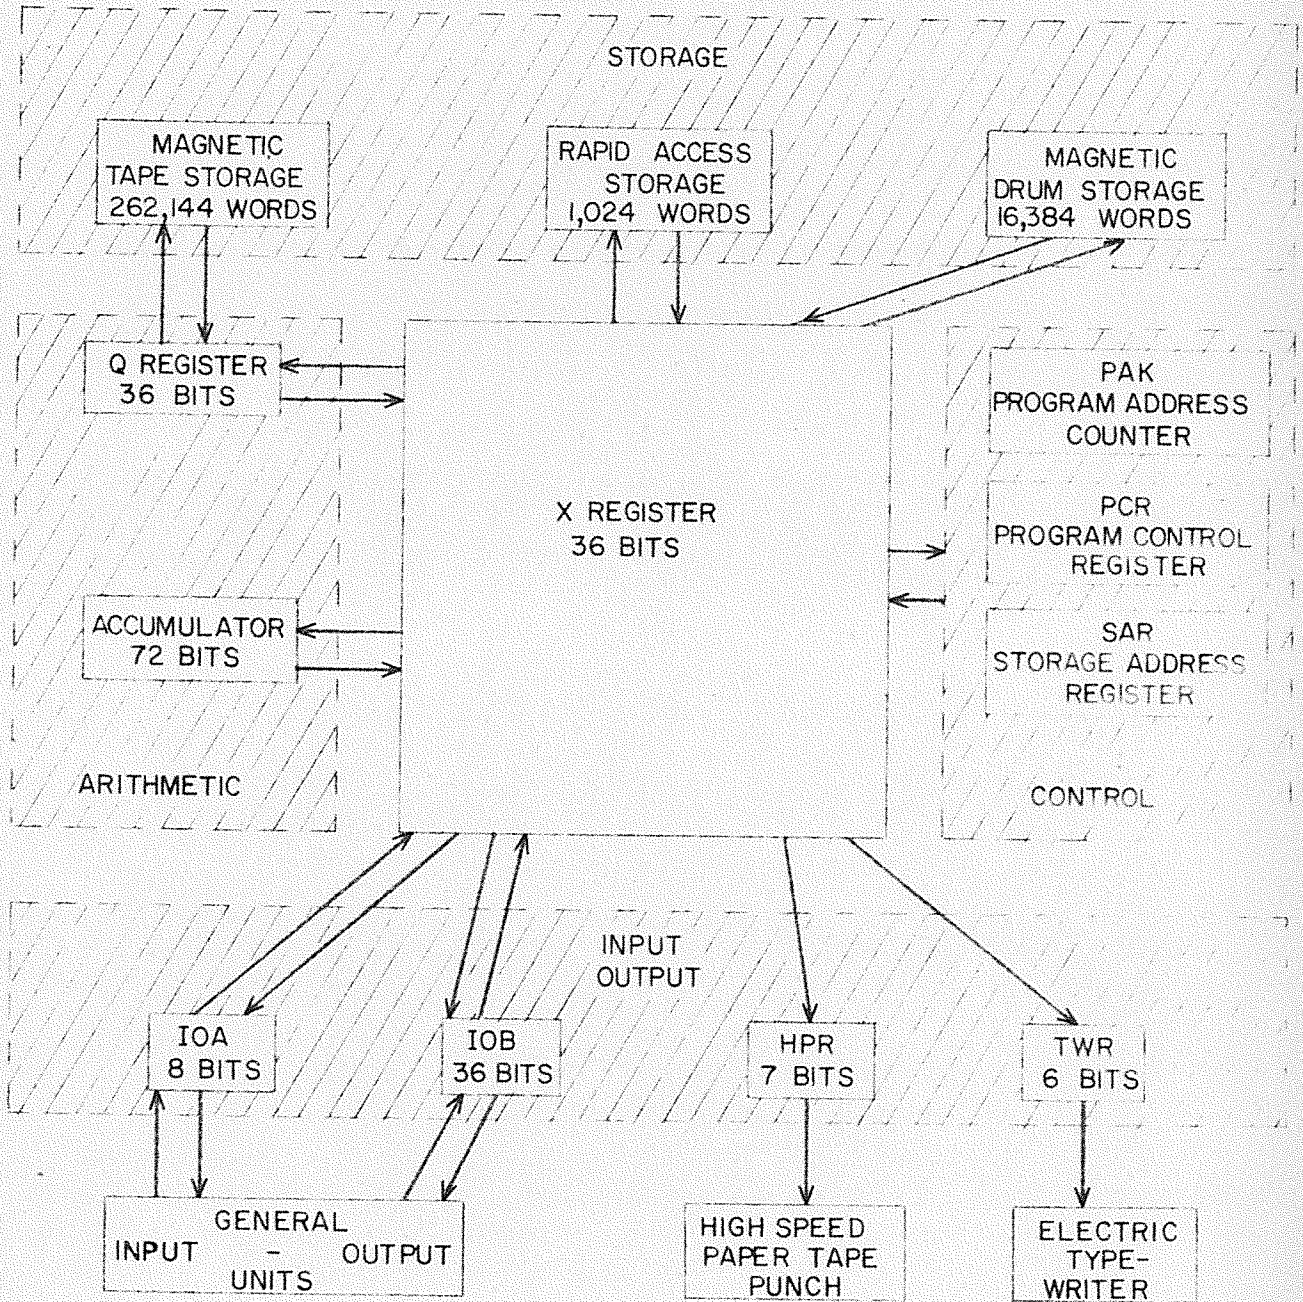 STORAGE
MAGNETIC
TAPE STORAGE
262,144 WORDS
RAPID ACCESS
STORAGE
1,024 WORDS
MAGNETIC
DRUM STORAGE
16,384 WORDS
Q REGISTER
36 BITS
X REGISTER
36 BITS
PAK
PROGRAM ADDRESS
COUNTER
PCR
PROGRAM CONTROL
REGISTER
SAR
STORAGE ADDRESS
REGISTER
ACCUMULATOR
72 BITS
ARITHMETIC
CONTROL
INPUT
OUTPUT
IOA
8 BITS
IOB
36 BITS
HPR
7 BITS
TWR
6 BITS
GENERAL
INPUT - OUTPUT
UNITS
HIGH SPEED
PAPER TAPE
PUNCH
ELECTRIC
TYPE-
WRITER